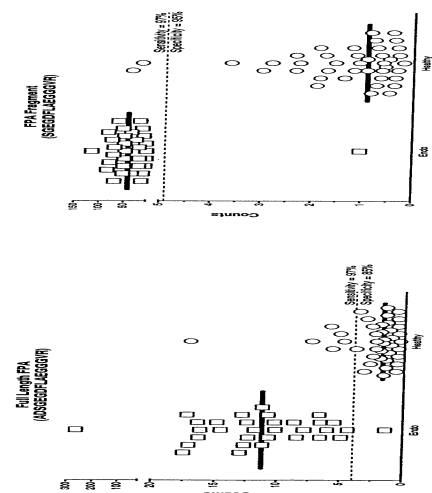 FPA Fragment
(SGEGDFLAEGGGVR)
Sensitivity = 97%
Specificity = 95%
150
100
50
5
4
3
2
1
0
Counts
Endo
Healthy
Full Length FPA
(ADSGEGDFLAEGGGVR)
Sensitivity = 97%
Specificity = 85%
300
200
100
20
15
10
5
0
Endo
Healthy